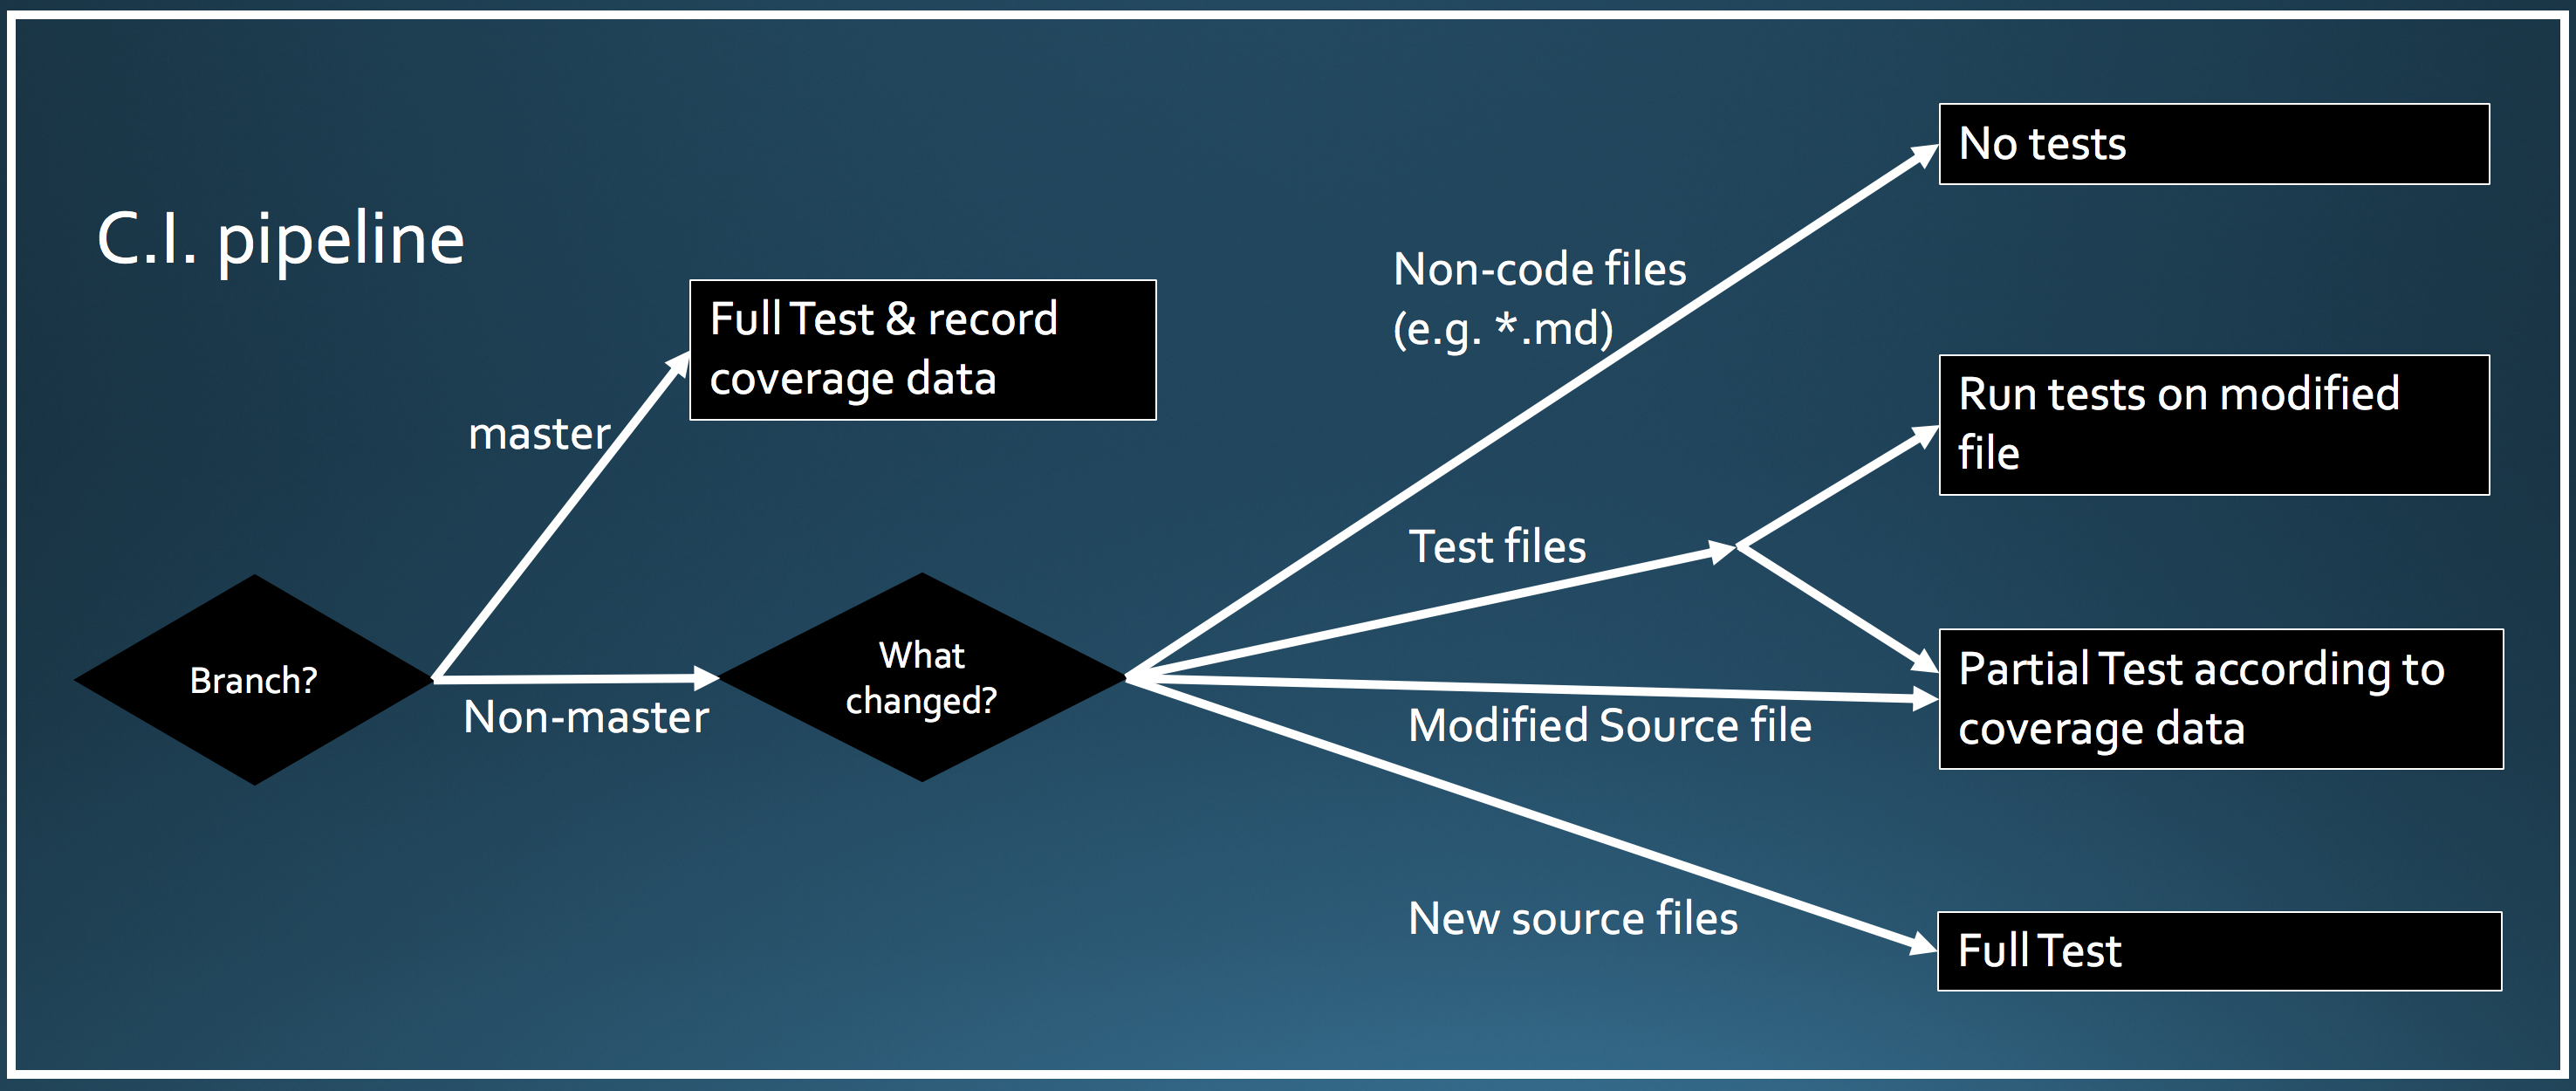 C.I. pipeline
Full Test & record
coverage data
master
Branch?
Non-master
What
changed?
Non-code files
(e.g. *.md)
Test files
Modified Source file
New source files
No tests
Run tests on modified
file
Partial Test according to
coverage data
Full Test